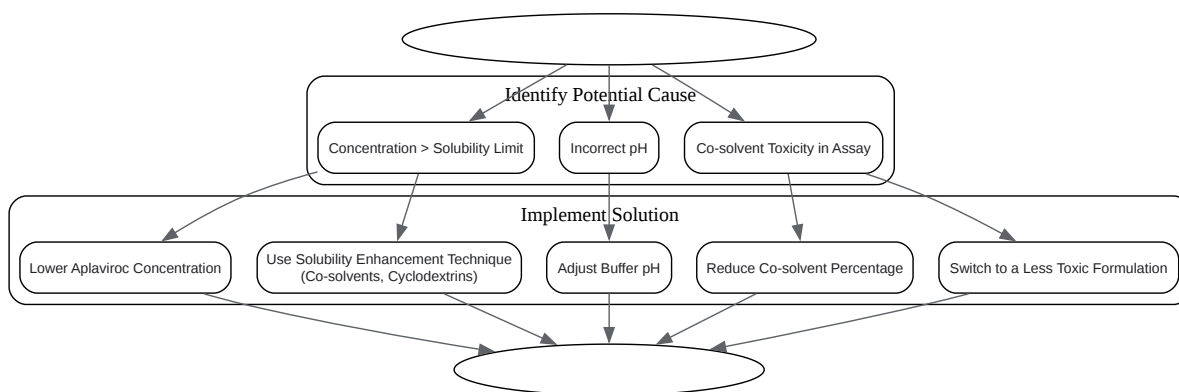 Identify Potential Cause
Concentration > Solubility Limit
Incorrect pH
Co-solvent Toxicity in Assay
Implement Solution
Lower Aplaviroc Concentration
Use Solubility Enhancement Technique
(Co-solvents, Cyclodextrins)
Adjust Buffer pH
Reduce Co-solvent Percentage
Switch to a Less Toxic Formulation